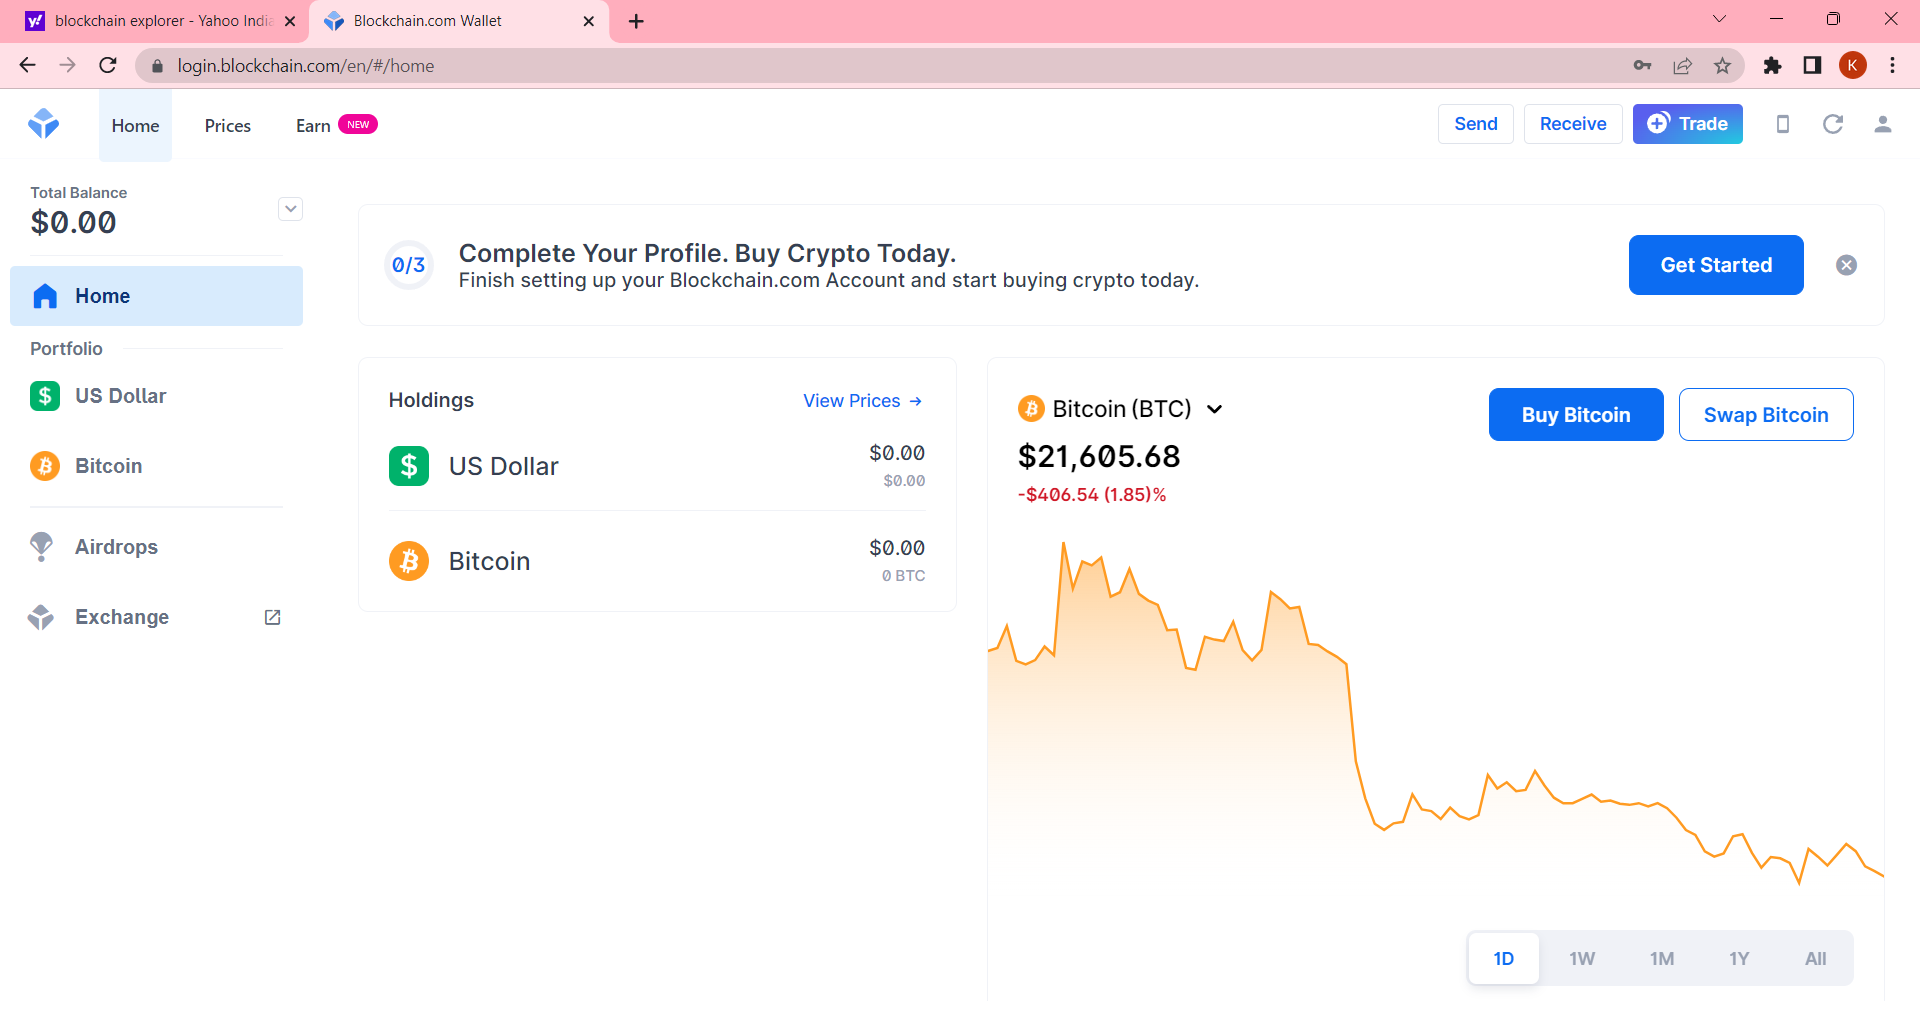 blockchain explorer - Yahoo India
Blockchain.com Wallet
login.blockchain.com/en/#/home
K
Home
Prices
Earn
NEW
Send
Receive
Trade
Total Balance
$0.00
Home
Portfolio
US Dollar
Bitcoin
Airdrops
Exchange
0/3
Complete Your Profile. Buy Crypto Today.
Finish setting up your Blockchain.com Account and start buying crypto today.
Get Started
Holdings
View Prices
US Dollar
$0.00
$0.00
Bitcoin
$0.00
0 BTC
Bitcoin (BTC)
$21,605.68
-$406.54 (1.85)%
Buy Bitcoin
Swap Bitcoin
1D
1W
1M
1Y
All